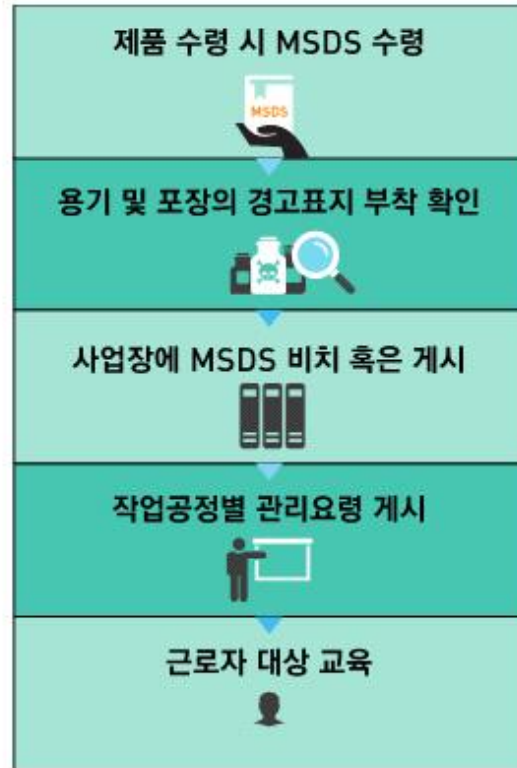 제품 수령 시 MSDS 수령
MSDS
용기 및 포장의 경고표지 부착 확인
사업장에 MSDS 비치 혹은 게시
작업공정별 관리요령 게시
근로자 대상 교육